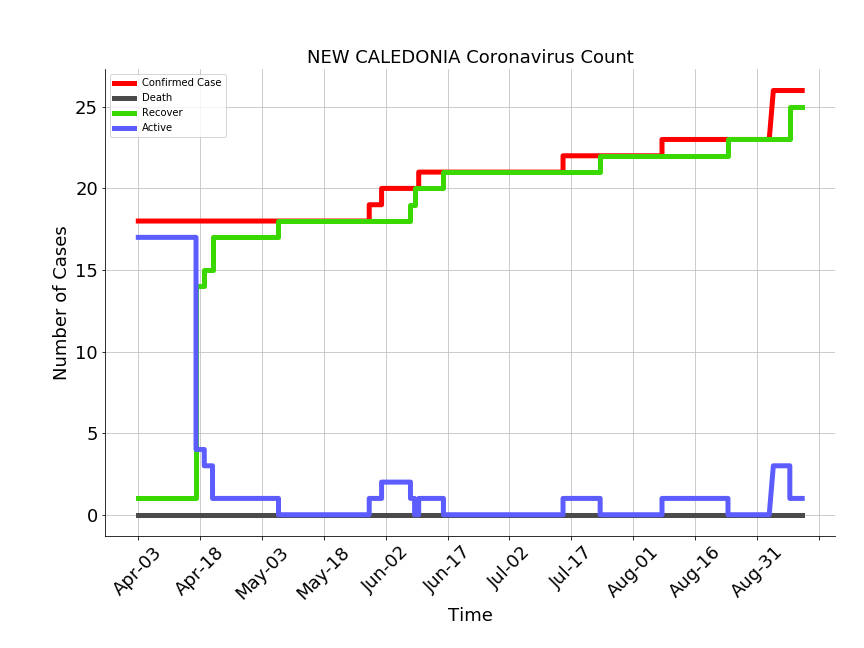 NEW CALEDONIA Coronavirus Count
Confirmed Case
Death
Recover
Active
25
20
15
10
5
0
Number of Cases
Apr-03
Apr-18
May-03
May-18
Jun-02
Jun-17
Jul-02
Jul-17
Aug-01
Aug-16
Aug-31
Time